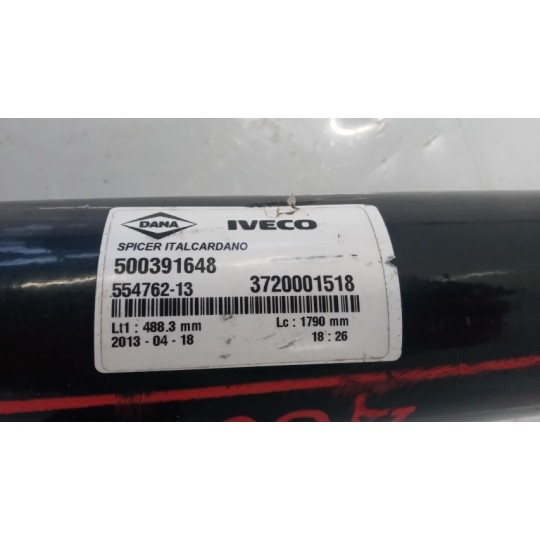 DANA IVECO
SPICER ITALCARDANO
500391648
554762-13 3720001518
Lt1 : 488.3 mm Lc : 1790 mm
2013 - 04 - 18 18 : 26